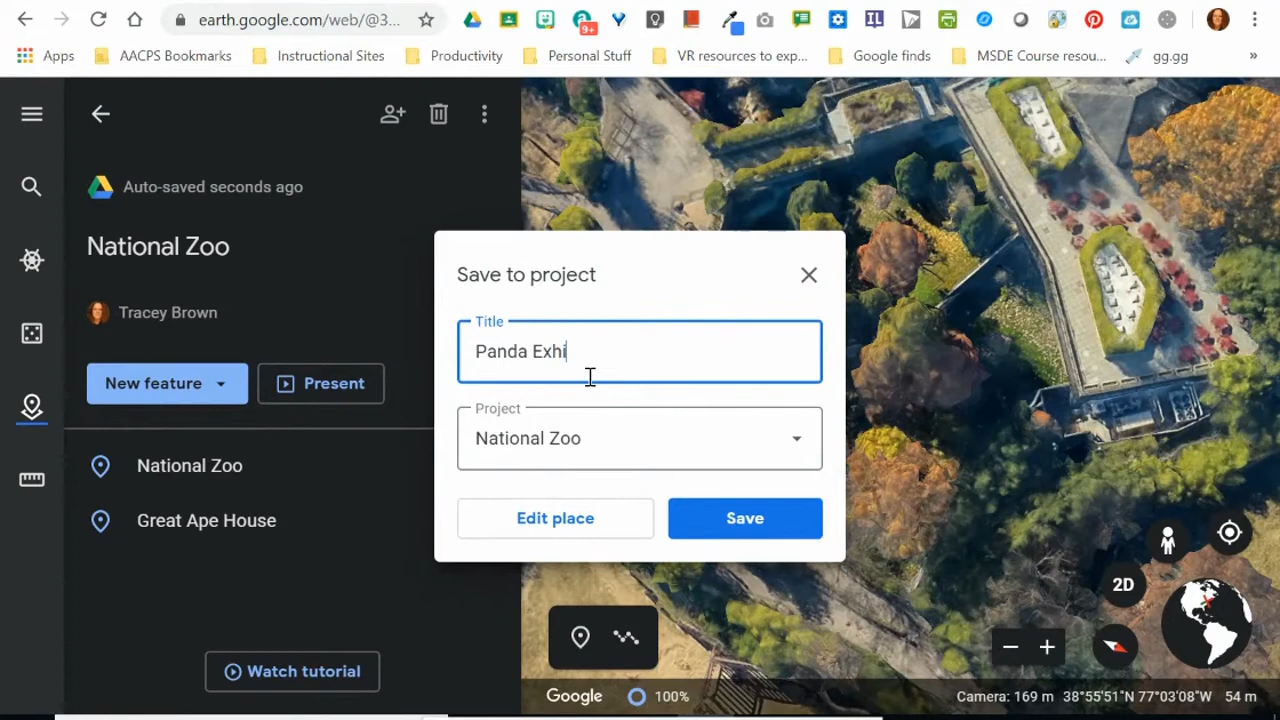 earth.google.com/web/@3...
9+
Apps
AACPS Bookmarks
Instructional Sites
Productivity
Personal Stuff
VR resources to exp...
Google finds
MSDE Course resou...
gg.gg
»
Auto-saved seconds ago
National Zoo
Tracey Brown
New feature
Present
National Zoo
Great Ape House
Watch tutorial
Save to project
Title
Panda Exhi
Project
National Zoo
Edit place
Save
2D
Google
100%
Camera: 169 m 38°55'51"N 77°03'08"W 54 m